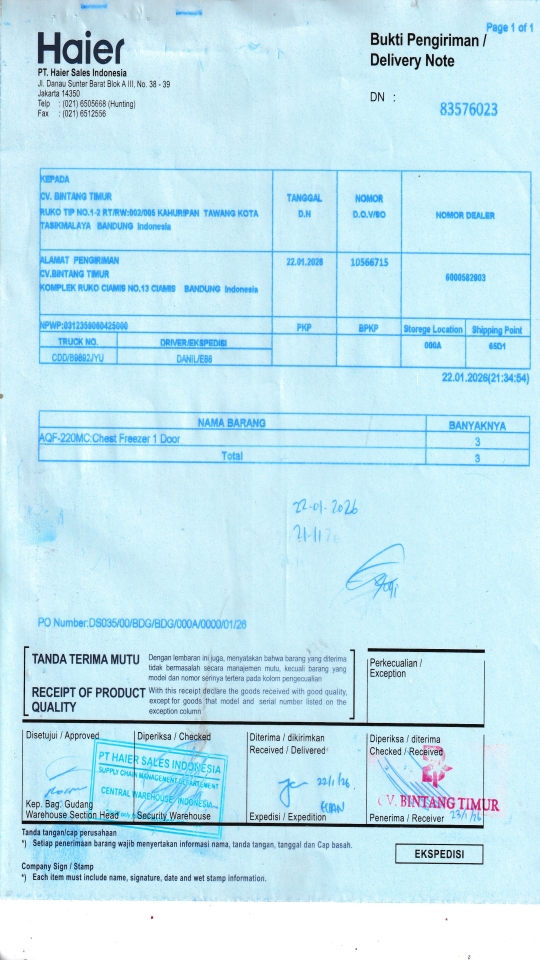 Page 1 of 1
Haier
PT. Haier Sales Indonesia
Jl. Danau Sunter Barat Blok A III, No. 38 - 39
Jakarta 14350
Telp : (021) 6505668 (Hunting)
Fax : (021) 6512556
Bukti Pengiriman /
Delivery Note
DN :
83576023
KEPADA
CV. BINTANG TIMUR
RUKO TIP NO.1-2 RT/RW:002/006 KAHURIPAN TAWANG KOTA
TASIKMALAYA BANDUNG Indonesia
TANGGAL
D.N
NOMOR
D.O.V/SO
NOMOR DEALER
ALAMAT PENGIRIMAN
CV.BINTANG TIMUR
KOMPLEK RUKO CIAMIS NO.13 CIAMIS BANDUNG Indonesia
22.01.2026
10566715
6000582903
NPWP:0312358060425000
PKP
BPKP
Storege Location
Shipping Point
TRUCK NO.
DRIVER/EKSPEDISI
000A
65D1
CDD/B9892JYU
DANIL/EBS
22.01.2026(21:34:54)
NAMA BARANG
BANYAKNYA
AQF-220MC:Chest Freezer 1 Door
3
Total
3
22-01-2026
PO Number:DS035/00/BDG/BDG/000A/0000/01/26
TANDA TERIMA MUTU
Dengan lembaran ini juga, menyatakan bahwa barang yang diterima
tidak bermasalah secara manajemen mutu, kecuali barang yang
model dan nomor serinya tertera pada kolom pengecualian
RECEIPT OF PRODUCT
QUALITY
With this receipt declare the goods received with good quality,
except for goods that model and serial number listed on the
exception column
Perkecualian /
Exception
Disetujui / Approved
Diperiksa / Checked
Diterima / dikirimkan
Received / Delivered
Diperiksa / diterima
Checked / Received
PT HAIER SALES INDONESIA
SUPPLY CHAIN MANAGEMENT DEPARTEMENT
CENTRAL WAREHOUSE INDONESIA
22/1/26
CV. BINTANG TIMUR
Kep. Bag. Gudang
Warehouse Section Head
Security Warehouse
Expedisi / Expedition
Penerima / Receiver
23/1/26
Tanda tangan/cap perusahaan
*) Setiap penerimaan barang wajib menyertakan informasi nama, tanda tangan, tanggal dan Cap basah.
EKSPEDISI
Company Sign / Stamp
*) Each item must include name, signature, date and wet stamp information.